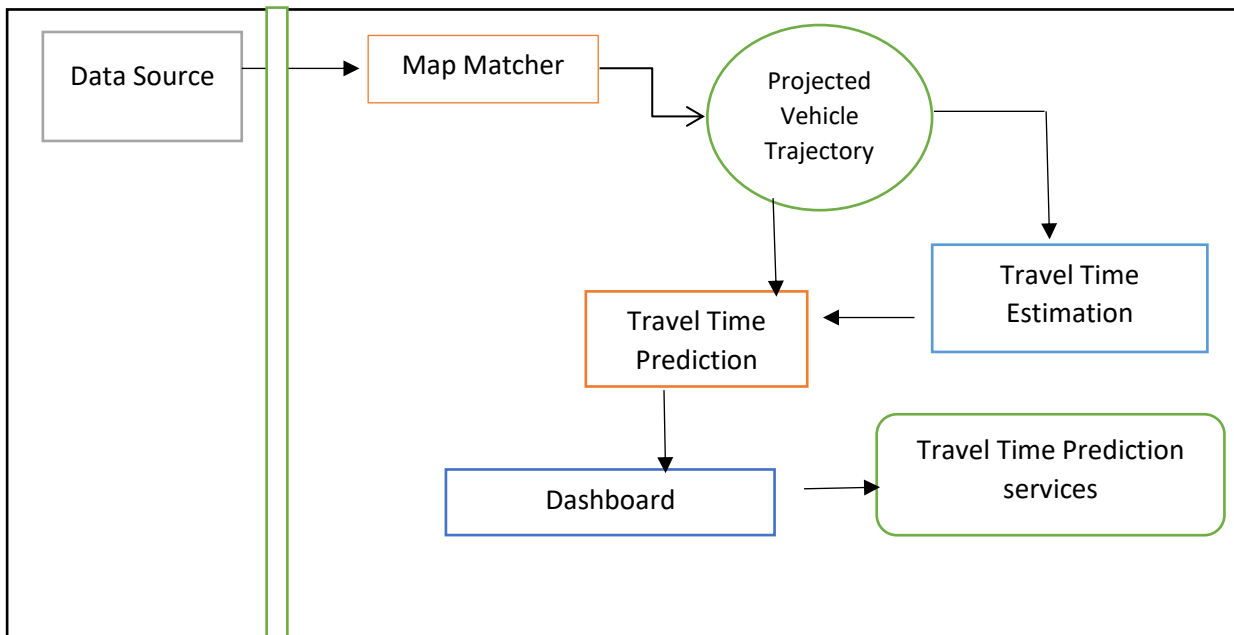 Data Source
Map Matcher
Projected
Vehicle
Trajectory
Travel Time
Estimation
Travel Time
Prediction
Dashboard
Travel Time Prediction
services